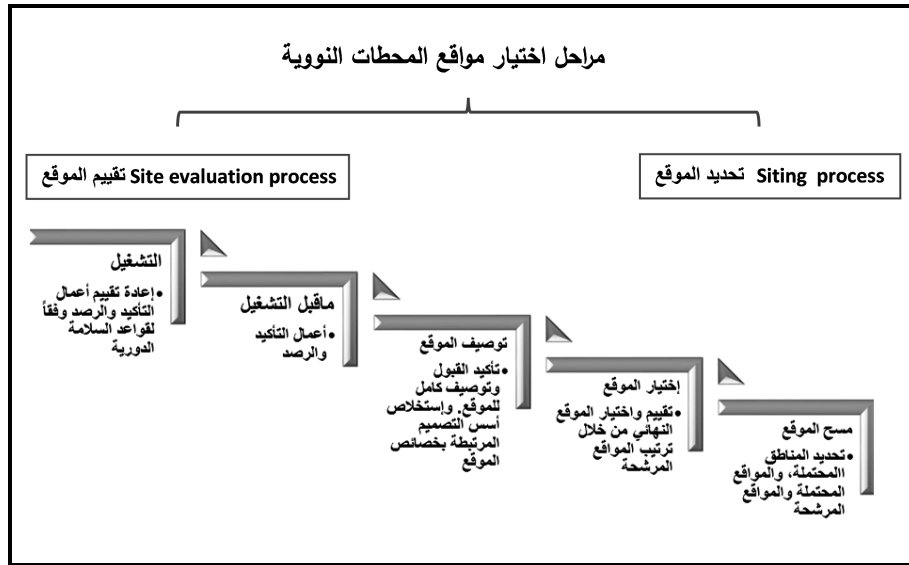 مراحل اختيار مواقع المحطات النووية
تحديد الموقع Siting process
تقييم الموقع Site evaluation process
مسح الموقع
•تحديد المناطق
االمحتملة، والمواقع
المحتملة والمواقع
المرشحة
إختيار الموقع
•تقييم واختيار الموقع
النهائي من خلال
ترتيب المواقع
المرشحة
توصيف الموقع
•تأكيد القبول
وتوصيف كامل
للموقع. وإستخلاص
أسس التصميم
المرتبطة بخصائص
الموقع
ماقبل التشغيل
•أعمال التأكيد
والرصد
التشغيل
•إعادة تقييم أعمال
التأكيد والرصد وفقاً
لقواعد السلامة
الدورية